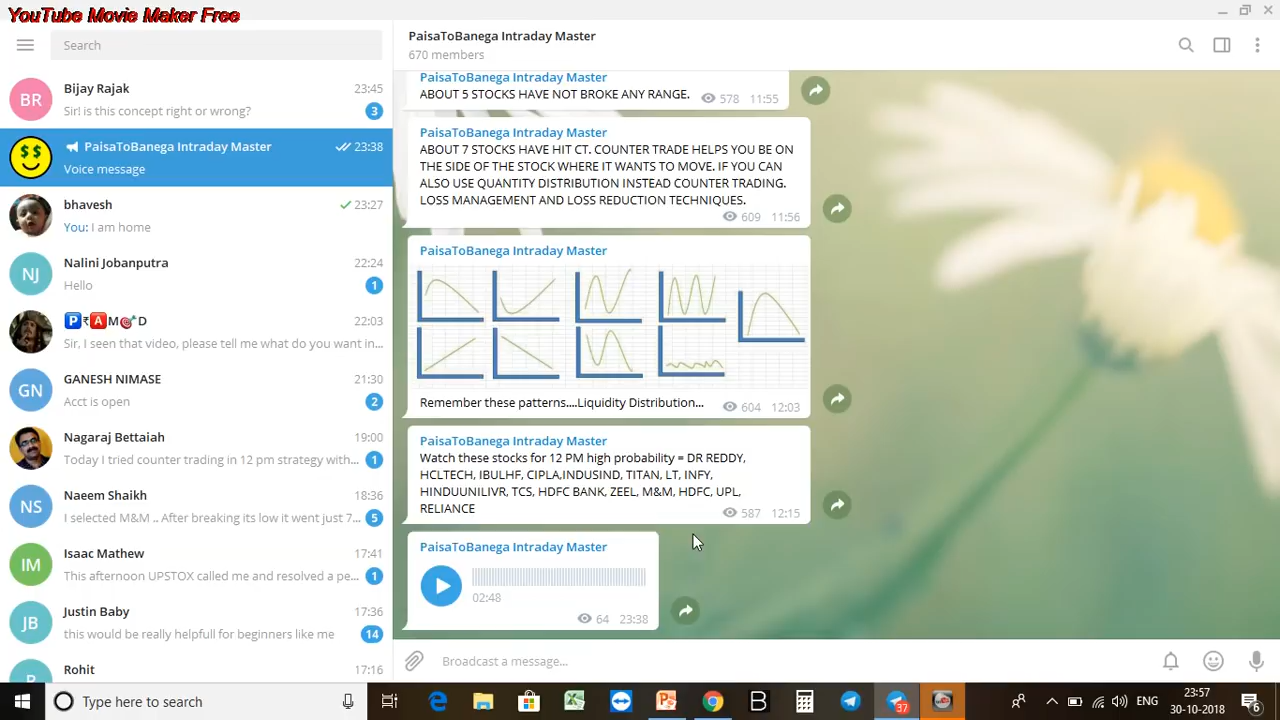 YouTube Movie Maker Free
Search
BR
Bijay Rajak
23:45
Sir! is this concept right or wrong?
3
$ $
PaisaToBanega Intraday Master
23:38
Voice message
bhavesh
23:27
You: I am home
NJ
Nalini Jobanputra
22:24
Hello
1
P₹AM🎯D
22:03
Sir, I seen that video, please tell me what do you want in...
GN
GANESH NIMASE
21:30
Acct is open
2
Nagaraj Bettaiah
19:00
Today I tried counter trading in 12 pm strategy with...
1
NS
Naeem Shaikh
18:36
I selected M&M .. After breaking its low it went just 7...
5
IM
Isaac Mathew
17:41
This afternoon UPSTOX called me and resolved a pe...
1
JB
Justin Baby
17:36
this would be really helpfull for beginners like me
14
Rohit
17:16
PaisaToBanega Intraday Master
670 members
PaisaToBanega Intraday Master
ABOUT 5 STOCKS HAVE NOT BROKE ANY RANGE.
578 11:55
PaisaToBanega Intraday Master
ABOUT 7 STOCKS HAVE HIT CT. COUNTER TRADE HELPS YOU BE ON
THE SIDE OF THE STOCK WHERE IT WANTS TO MOVE. IF YOU CAN
ALSO USE QUANTITY DISTRIBUTION INSTEAD COUNTER TRADING.
LOSS MANAGEMENT AND LOSS REDUCTION TECHNIQUES.
609 11:56
PaisaToBanega Intraday Master
Remember these patterns....Liquidity Distribution...
604 12:03
PaisaToBanega Intraday Master
Watch these stocks for 12 PM high probability = DR REDDY,
HCLTECH, IBULHF, CIPLA,INDUSIND, TITAN, LT, INFY,
HINDUUNILIVR, TCS, HDFC BANK, ZEEL, M&M, HDFC, UPL,
RELIANCE
587 12:15
PaisaToBanega Intraday Master
02:48
64 23:38
Broadcast a message...
Type here to search
37
ENG
23:57
30-10-2018
6